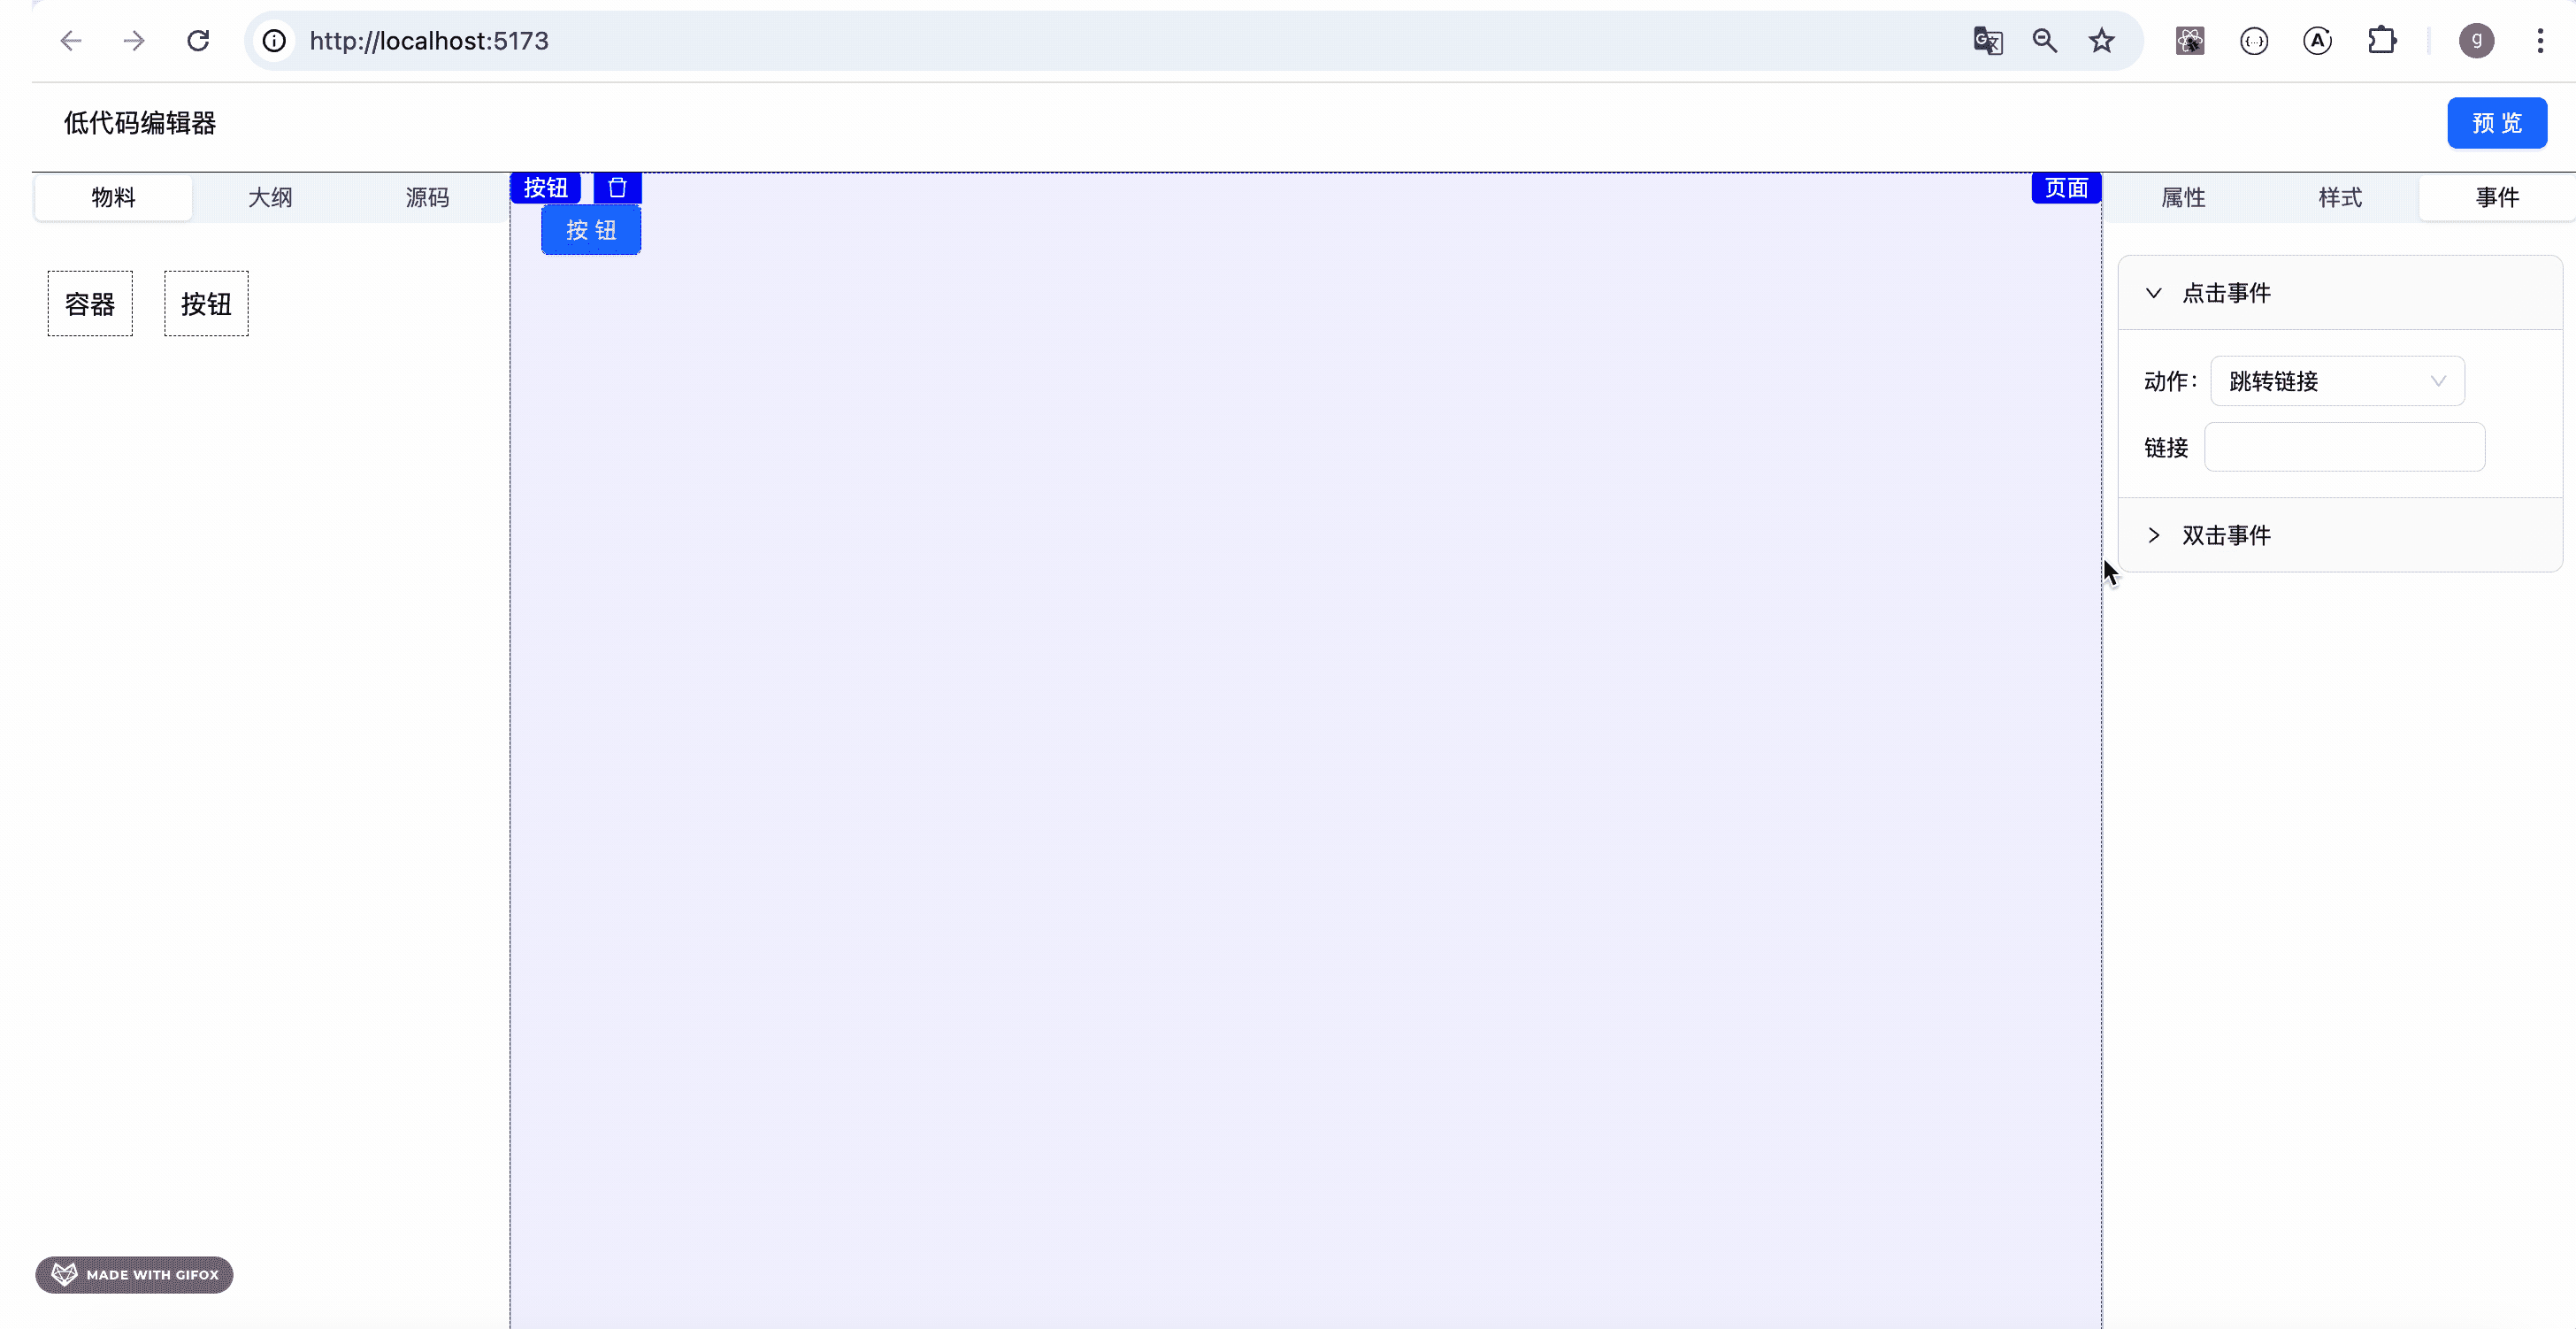 http://localhost:5173
g
低代码编辑器
预 览
物料
大纲
源码
按钮
页面
属性
样式
事件
按 钮
容器
按钮
点击事件
动作：
跳转链接
链接
双击事件
MADE WITH GIFOX